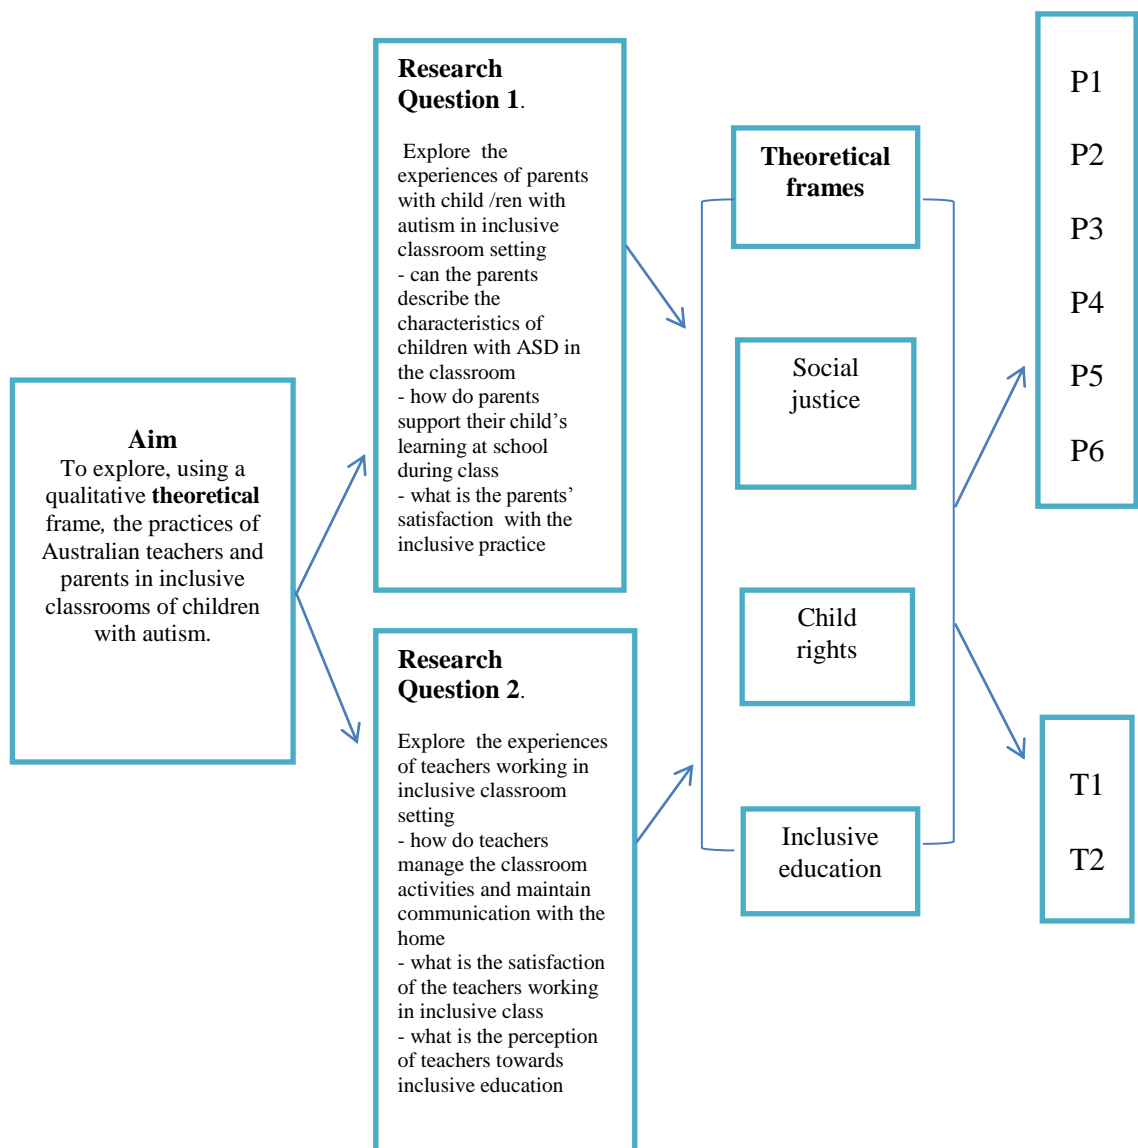 Aim
To explore, using a
qualitative theoretical
frame, the practices of
Australian teachers and
parents in inclusive
classrooms of children
with autism.
Research
Question 1.
Explore the
experiences of parents
with child /ren with
autism in inclusive
classroom setting
- can the parents
describe the
characteristics of
children with ASD in
the classroom
- how do parents
support their child’s
learning at school
during class
- what is the parents’
satisfaction with the
inclusive practice
Research
Question 2.
Explore the experiences
of teachers working in
inclusive classroom
setting
- how do teachers
manage the classroom
activities and maintain
communication with the
home
- what is the satisfaction
of the teachers working
in inclusive class
- what is the perception
of teachers towards
inclusive education
Theoretical
frames
Social
justice
Child
rights
Inclusive
education
P1
P2
P3
P4
P5
P6
T1
T2